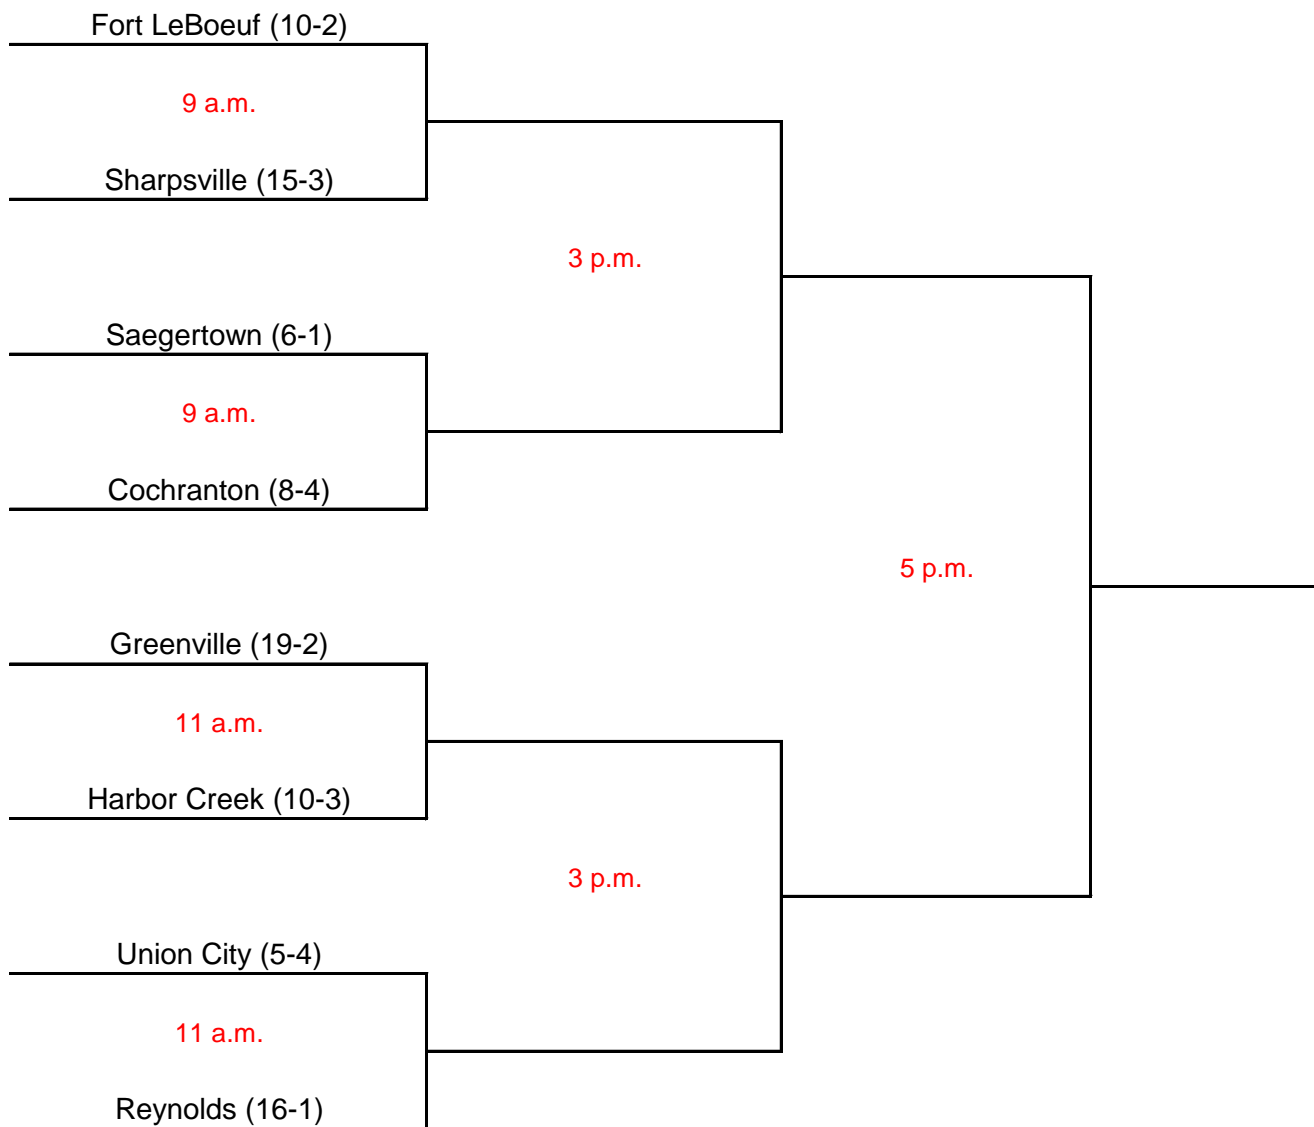 Fort LeBoeuf (10-2)
9 a.m.
Sharpsville (15-3)
3 p.m.
Saegertown (6-1)
9 a.m.
Cochranton (8-4)
5 p.m.
Greenville (19-2)
11 a.m.
Harbor Creek (10-3)
3 p.m.
Union City (5-4)
11 a.m.
Reynolds (16-1)